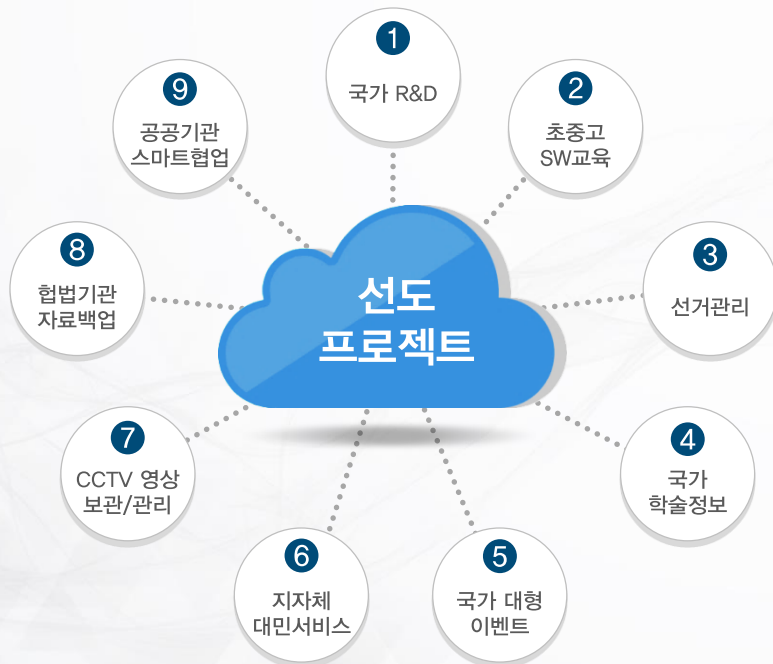 선도
프로젝트
1
국가 R&D
2
초중고
SW교육
3
선거관리
4
국가
학술정보
5
국가 대형
이벤트
6
지자체
대민서비스
7
CCTV 영상
보관/관리
8
헙법기관
자료백업
9
공공기관
스마트협업